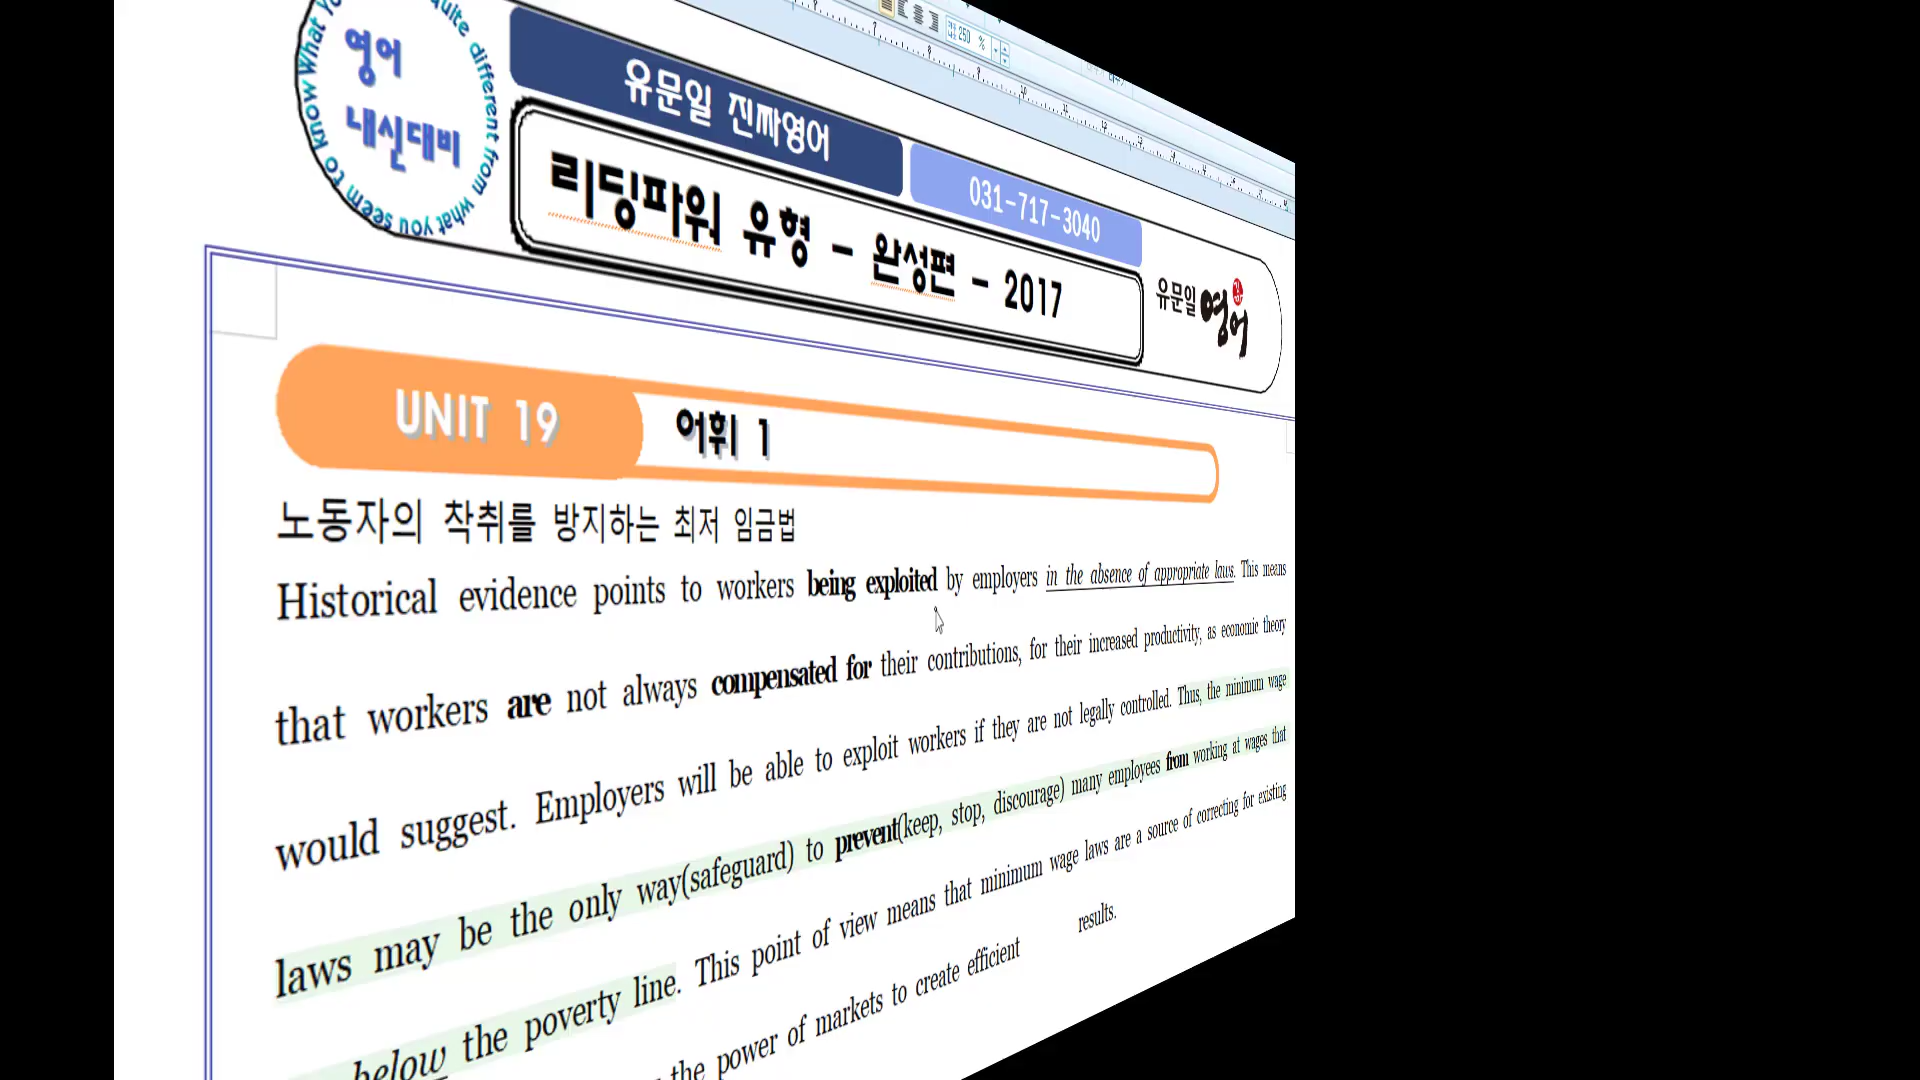 250 %
영어
내신대비
to know What Yo
quite different from what you seem
유문일 진짜영어
031-717-3040
리딩파워 유형 - 완성편 - 2017
유문일 영어
UNIT 19
어휘 1
노동자의 착취를 방지하는 최저 임금법
Historical evidence points to workers being exploited by employers in the absence of appropriate laws. This means
that workers are not always compensated for their contributions, for their increased productivity, as economic theory
would suggest. Employers will be able to exploit workers if they are not legally controlled. Thus, the minimum wage
laws may be the only way(safeguard) to prevent(keep, stop, discourage) many employees from working at wages that
below the poverty line. This point of view means that minimum wage laws are a source of correcting for existing
the power of markets to create efficient results.